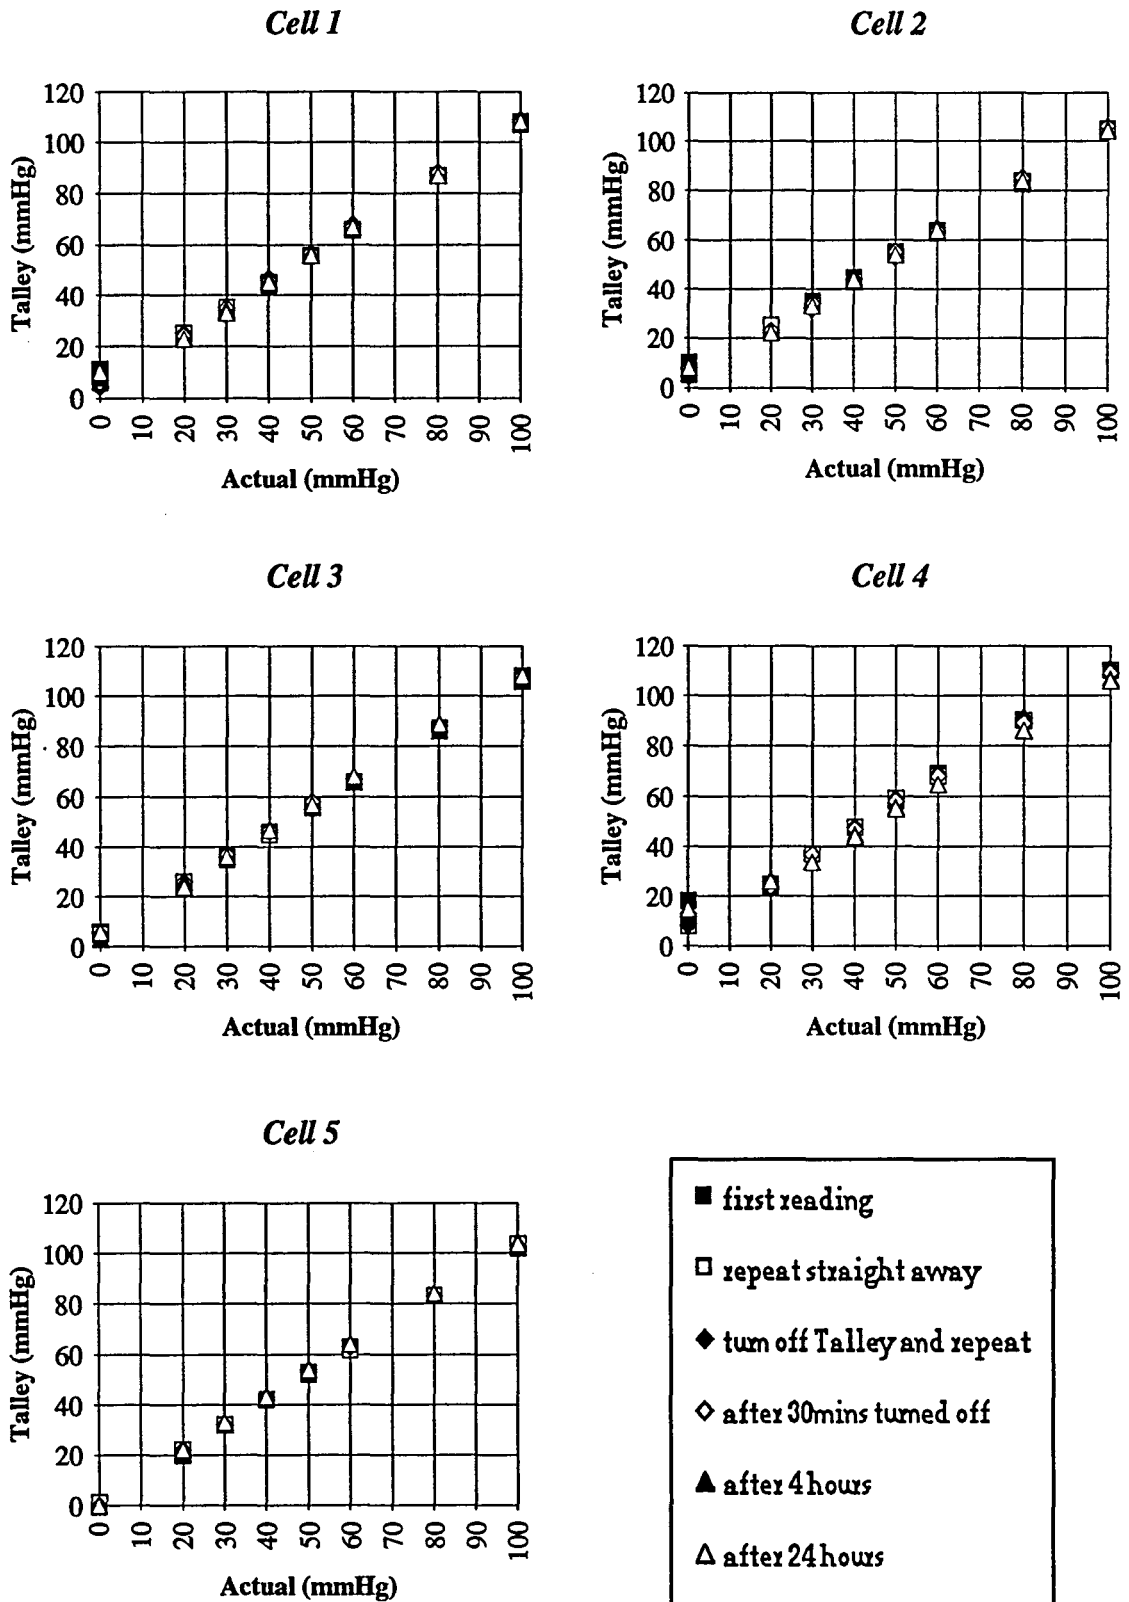 Cell 1
120
100
80
60
40
20
0
Talley (mmHg)
0 10 20 30 40 50 60 70 80 90 100
Actual (mmHg)
Cell 2
120
100
80
60
40
20
0
Talley (mmHg)
0 10 20 30 40 50 60 70 80 90 100
Actual (mmHg)
Cell 3
120
100
80
60
40
20
0
Talley (mmHg)
0 10 20 30 40 50 60 70 80 90 100
Actual (mmHg)
Cell 4
120
100
80
60
40
20
0
Talley (mmHg)
0 10 20 30 40 50 60 70 80 90 100
Actual (mmHg)
Cell 5
120
100
80
60
40
20
0
Talley (mmHg)
0 10 20 30 40 50 60 70 80 90 100
Actual (mmHg)
first reading
repeat straight away
turn off Talley and repeat
after 30mins turned off
after 4 hours
after 24 hours